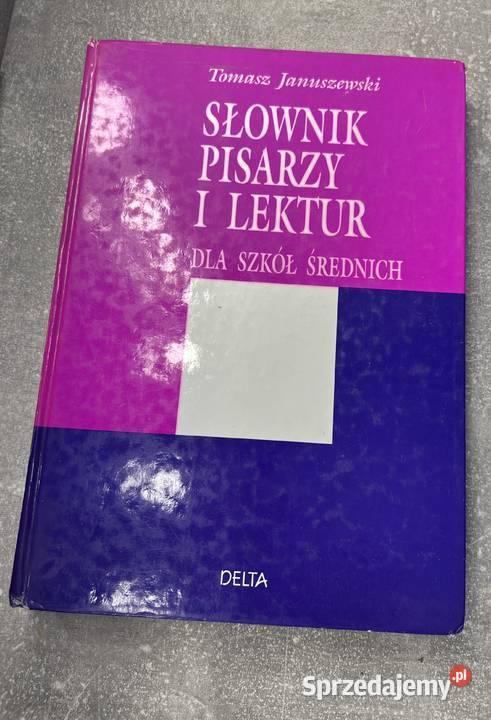 Tomasz Januszewski
SŁOWNIK
PISARZY
I LEKTUR
DLA SZKÓŁ ŚREDNICH
DELTA
Sprzedajemy.pl